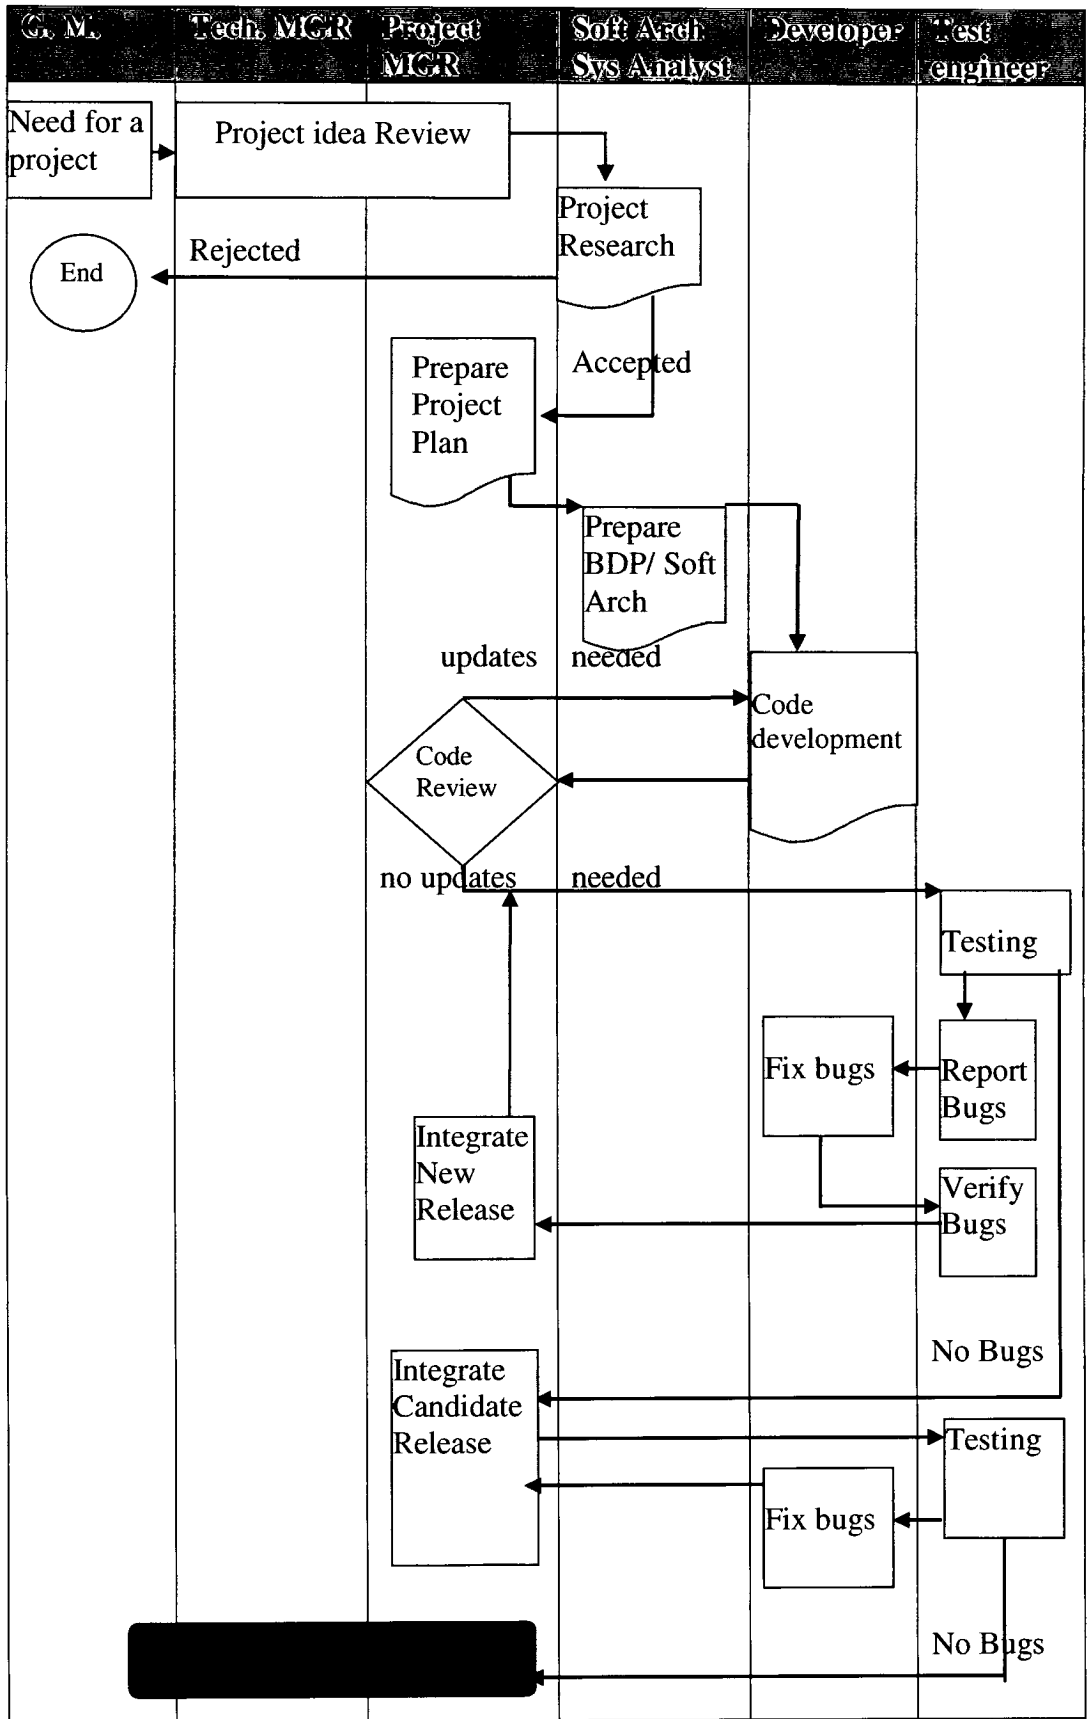 G. M.
Tech. MGR
Project
MGR
Soft Arch
Sys Analyst
Developer
Test
engineer
Need for a
project
Project idea Review
Project
Research
Rejected
End
Accepted
Prepare
Project
Plan
Prepare
BDP/ Soft
Arch
updates needed
Code
development
Code
Review
no updates needed
Testing
Fix bugs
Report
Bugs
Integrate
New
Release
Verify
Bugs
No Bugs
Integrate
Candidate
Release
Testing
Fix bugs
No Bugs